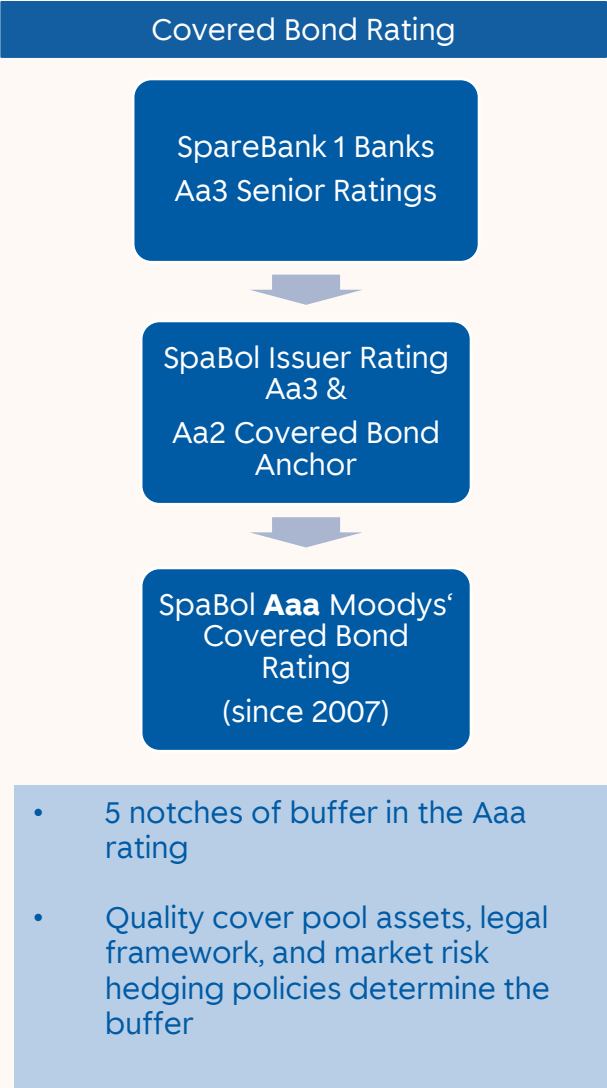 Covered Bond Rating
SpareBank 1 Banks
Aa3 Senior Ratings
SpaBol Issuer Rating
Aa3 &
Aa2 Covered Bond
Anchor
SpaBol Aaa Moodys‘
Covered Bond
Rating
(since 2007)
• 5 notches of buffer in the Aaa
rating
• Quality cover pool assets, legal
framework, and market risk
hedging policies determine the
buffer